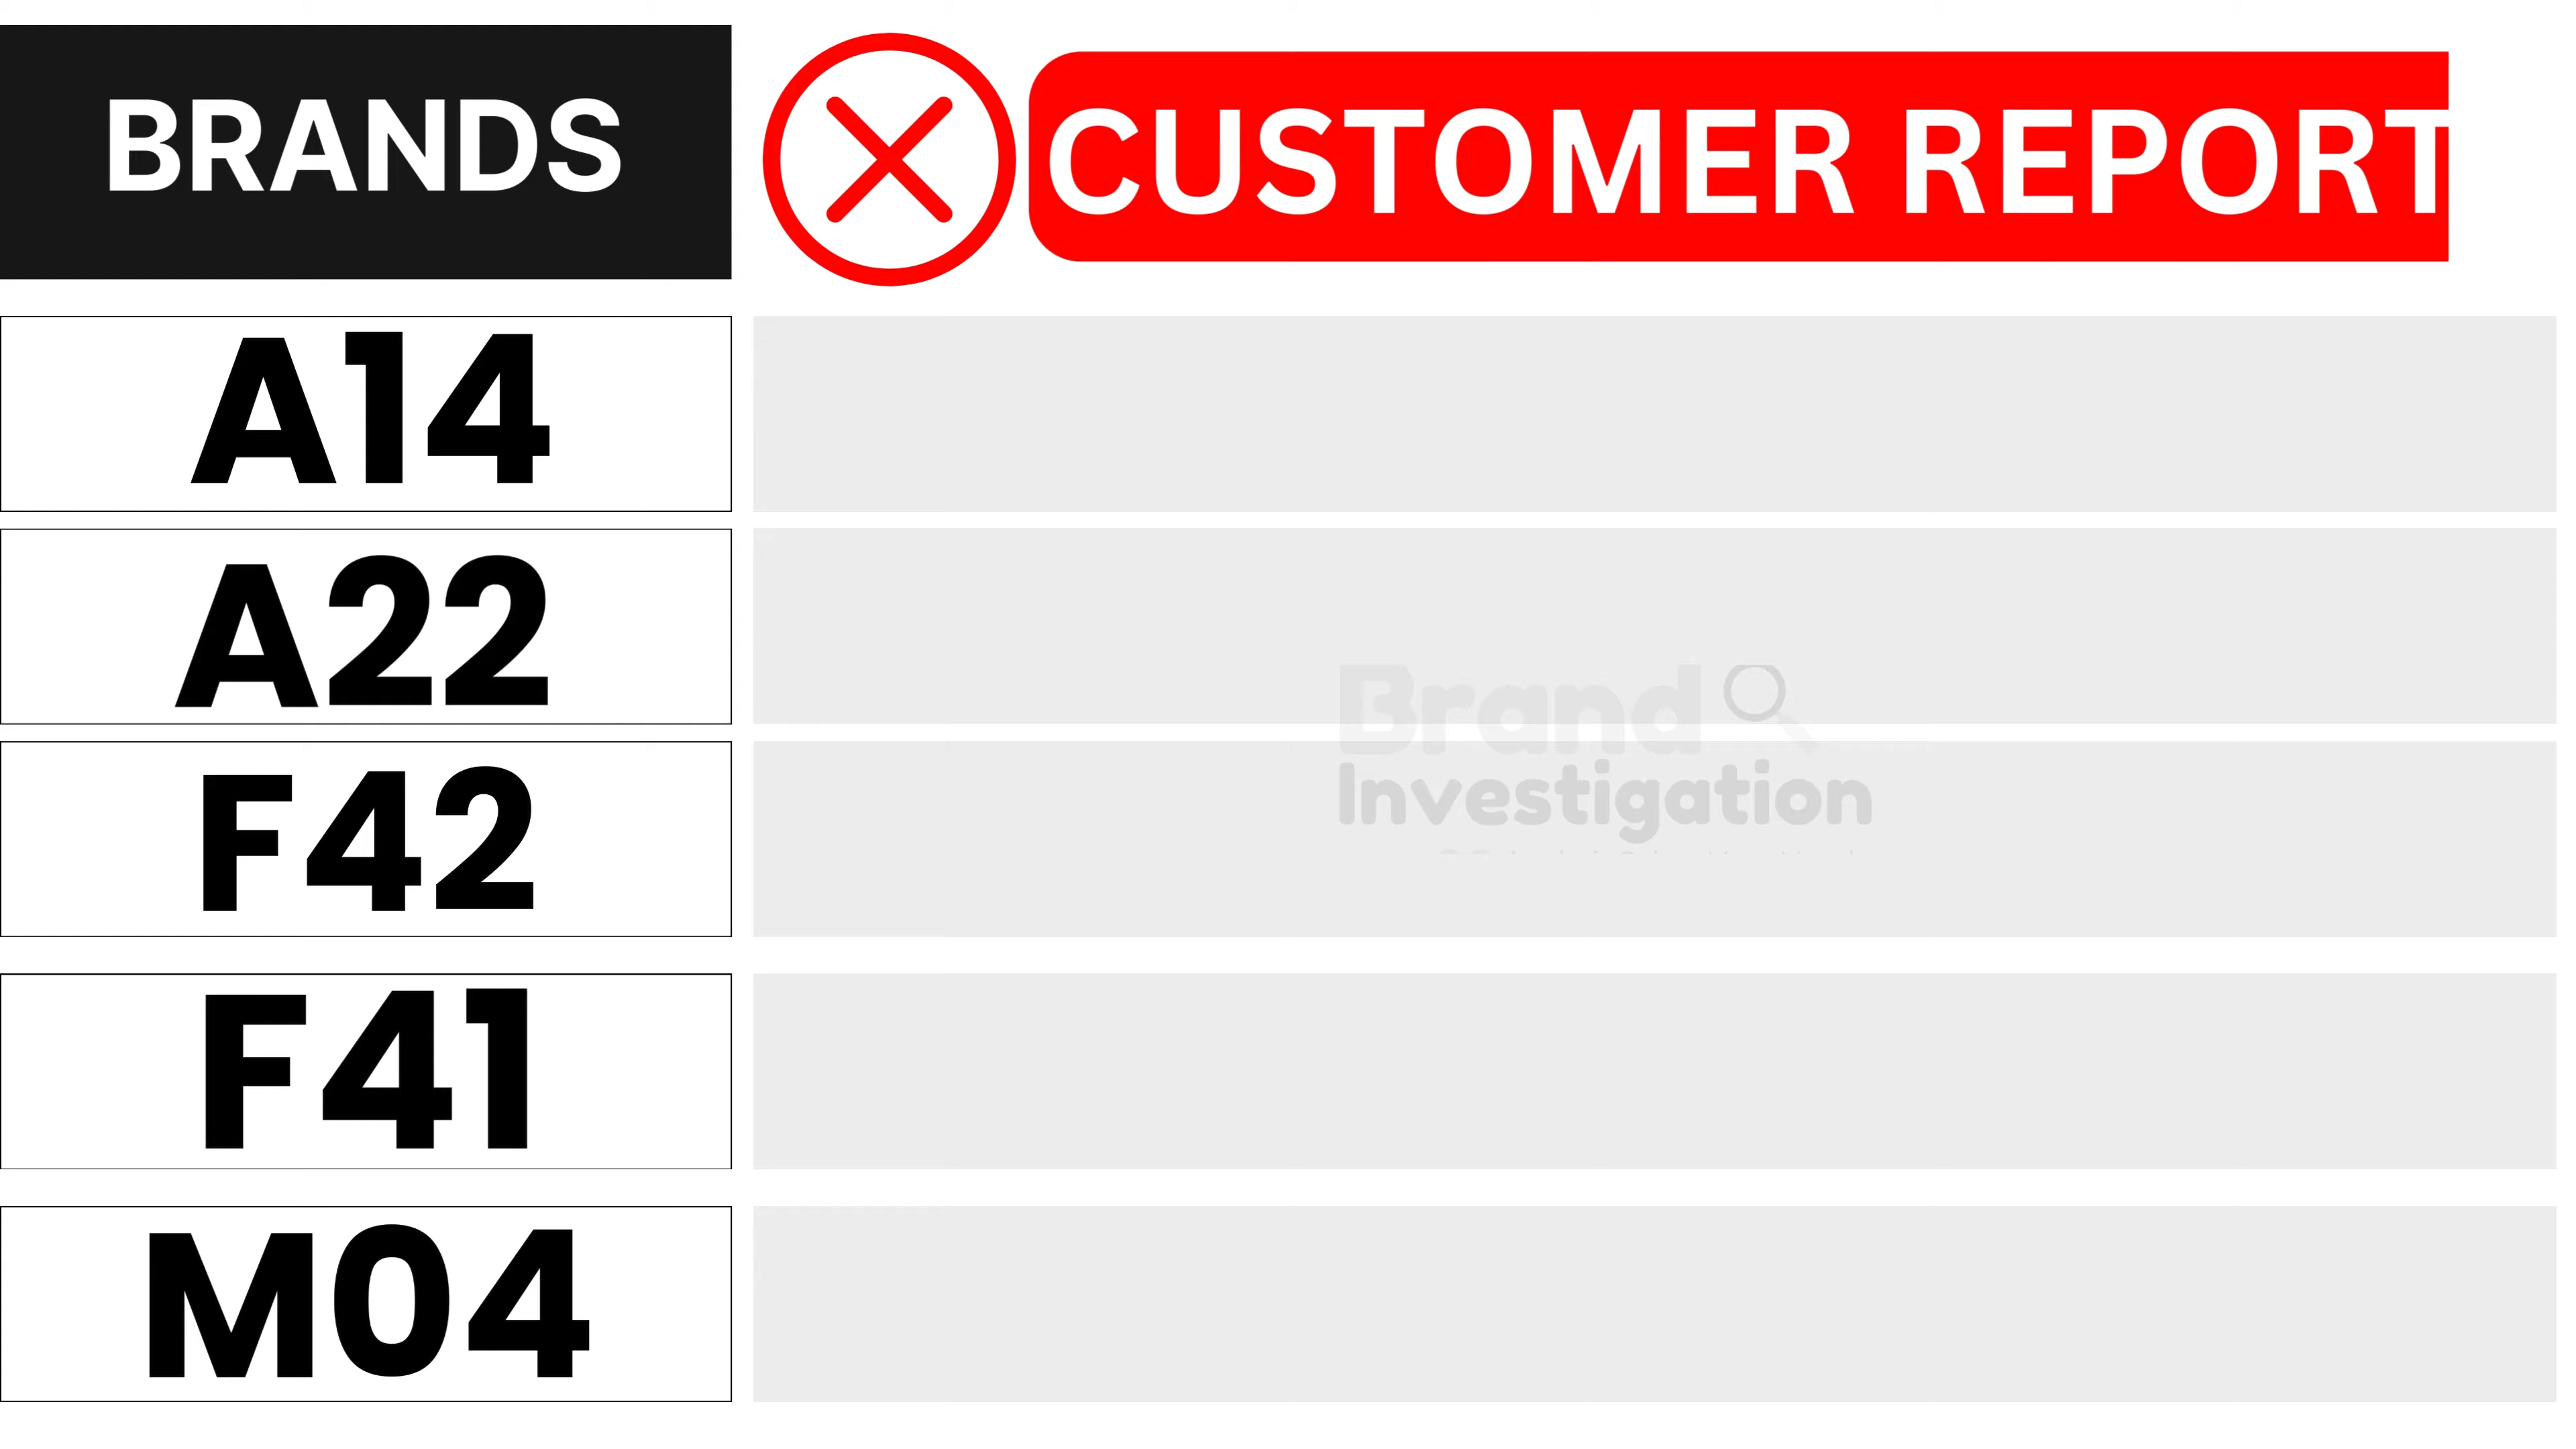 BRANDS
CUSTOMER REPORT
A14
A22
Brand
Investigation
F42
F41
M04